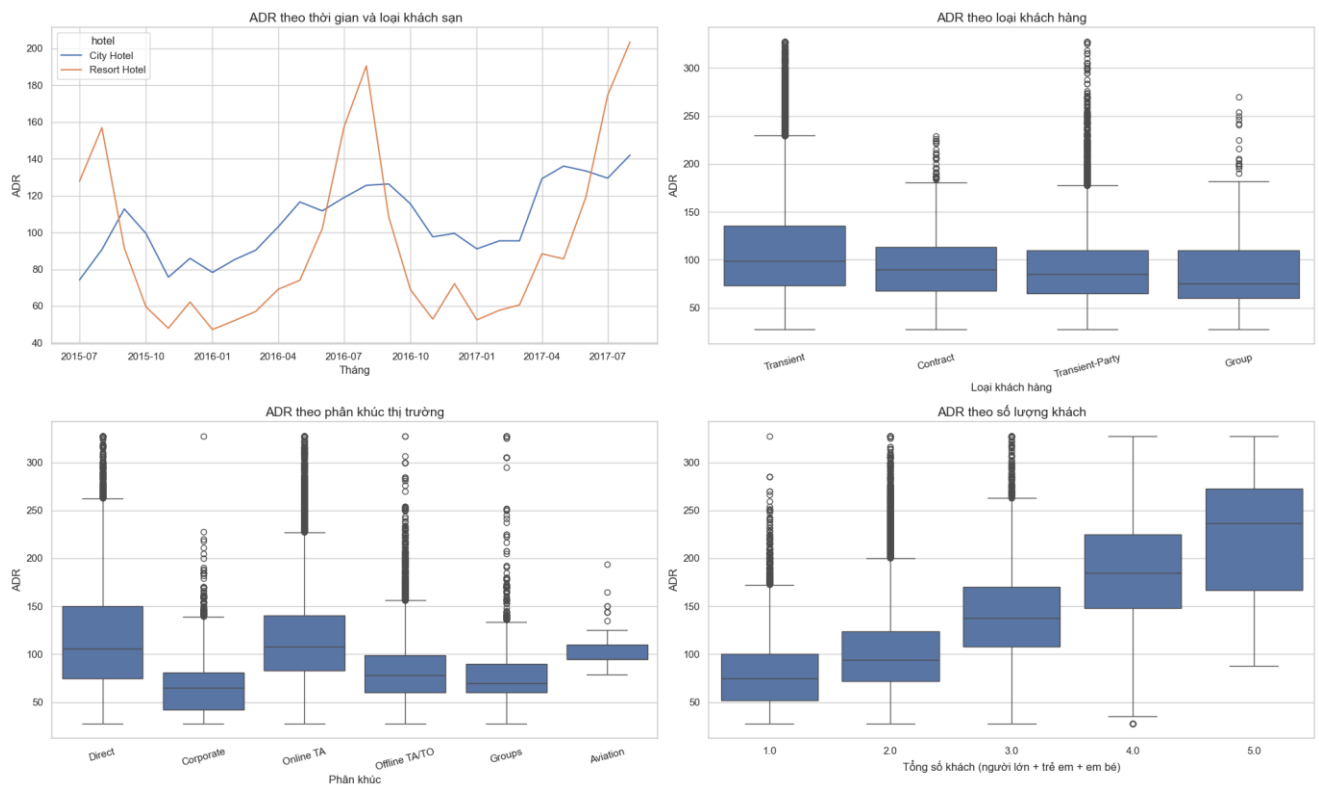 ADR theo thời gian và loại khách sạn
ADR
200
180
160
140
120
100
80
60
40
hotel
City Hotel
Resort Hotel
2015-07 2015-10 2016-01 2016-04 2016-07 2016-10 2017-01 2017-04 2017-07
Tháng
ADR theo loại khách hàng
ADR
300
250
200
150
100
50
Transient Contract Transient-Party Group
Loại khách hàng
ADR theo phân khúc thị trường
ADR
300
250
200
150
100
50
Direct Corporate Online TA Offline TA/TO Groups Aviation
Phân khúc
ADR theo số lượng khách
ADR
300
250
200
150
100
50
1.0 2.0 3.0 4.0 5.0
Tổng số khách (người lớn + trẻ em + em bé)